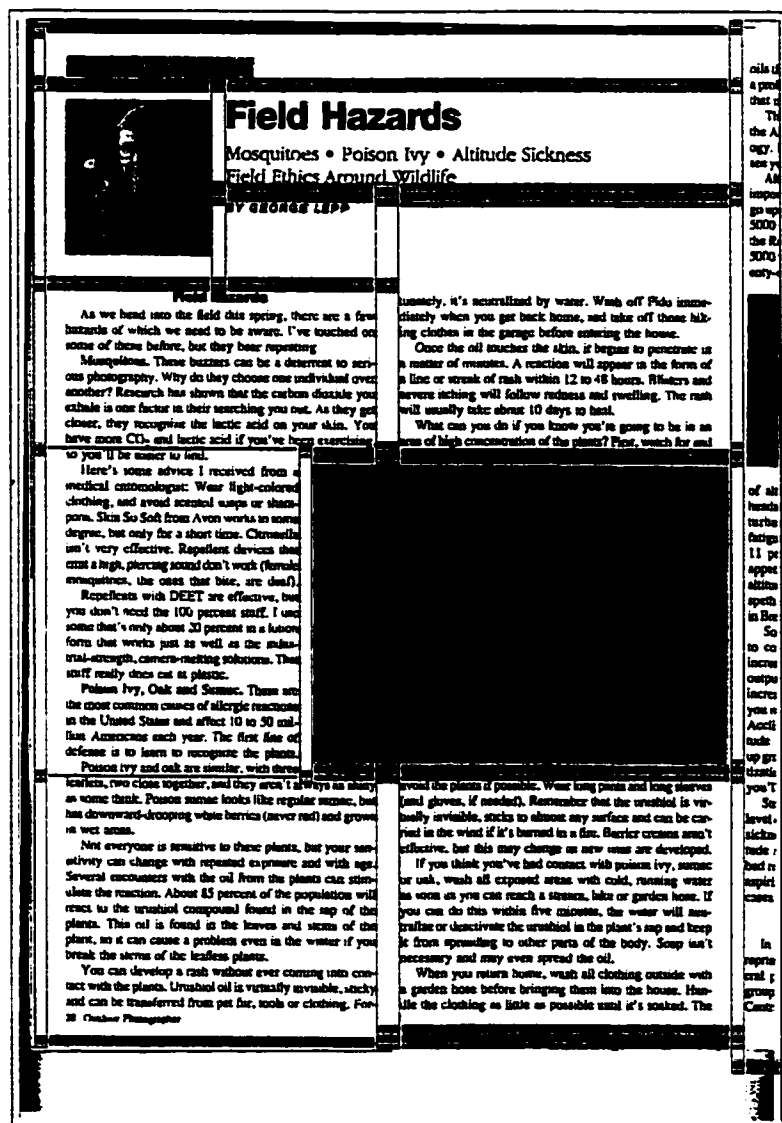 Field Hazards
Mosquitoes • Poison Ivy • Altitude Sickness
Field Ethics Around Wildlife
BY GEORGE LEPP
Field Hazards
As we head into the field this spring, there are a few
hazards of which we need to be aware. I've touched on
some of these before, but they bear repeating
Mosquitoes. These buzzers can be a deterrent to seri-
ous photography. Why do they choose one individual over
another? Research has shown that the carbon dioxide you
exhale is one factor in their searching you out. As they get
closer, they recognize the lactic acid on your skin. You
have more CO₂ and lactic acid if you've been exercising,
so you'll be easier to find.
Here's some advice I received from a
medical entomologist: Wear light-colored
clothing, and avoid scented soaps or sham-
poos. Skin So Soft from Avon works to some
degree, but only for a short time. Citronella
isn't very effective. Repellent devices that
emit a high, piercing sound don't work (female
mosquitoes, the ones that bite, are deaf).
Repellents with DEET are effective, but
you don't need the 100 percent stuff. I use
some that's only about 20 percent in a lotion
form that works just as well as the indus-
trial-strength, camera-melting solutions. That
stuff really does eat at plastic.
Poison Ivy, Oak and Sumac. These are
the most common causes of allergic reactions
in the United States and affect 10 to 50 mil-
lion Americans each year. The first line of
defense is to learn to recognize the plants.
Poison ivy and oak are similar, with three
leaflets, two close together, and they aren't always as shiny
as some think. Poison sumac looks like regular sumac, but
has downward-drooping white berries (never red) and grows
in wet areas.
Not everyone is sensitive to these plants, but your sen-
sitivity can change with repeated exposure and with age.
Several encounters with the oil from the plants can stim-
ulate the reaction. About 85 percent of the population will
react to the urushiol compound found in the sap of the
plants. This oil is found in the leaves and stems of the
plant, so it can cause a problem even in the winter if you
break the stems of the leafless plants.
You can develop a rash without ever coming into con-
tact with the plants. Urushiol oil is virtually invisible, sticky
and can be transferred from pet fur, tools or clothing. For-
38 Outdoor Photographer
tunately, it's neutralized by water. Wash off Fido imme-
diately when you get back home, and take off those hik-
ing clothes in the garage before entering the house.
Once the oil touches the skin, it begins to penetrate in
a matter of minutes. A reaction will appear in the form of
a line or streak of rash within 12 to 48 hours. Blisters and
severe itching will follow redness and swelling. The rash
will usually take about 10 days to heal.
What can you do if you know you're going to be in an
area of high concentration of the plants? First, watch for and
avoid the plants if possible. Wear long pants and long sleeves
(and gloves, if needed). Remember that the urushiol is vir-
tually invisible, sticks to almost any surface and can be car-
ried in the wind if it's burned in a fire. Barrier creams aren't
effective, but this may change as new ones are developed.
If you think you've had contact with poison ivy, sumac
or oak, wash all exposed areas with cold, running water
as soon as you can reach a stream, lake or garden hose. If
you can do this within five minutes, the water will neu-
tralize or deactivate the urushiol in the plant's sap and keep
it from spreading to other parts of the body. Soap isn't
necessary and may even spread the oil.
When you return home, wash all clothing outside with
a garden hose before bringing them into the house. Han-
dle the clothing as little as possible until it's soaked. The